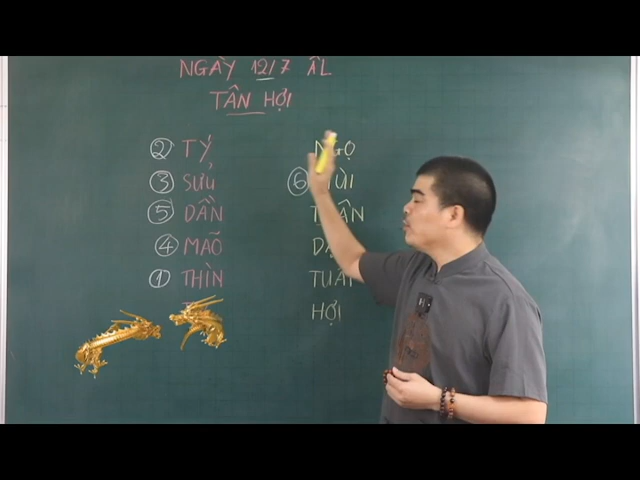 NGÀY 12/7 ÂL
TÂN HỢI
② TÝ
③ SỬU
⑤ DẦN
④ MÃO
① THÌN
NGỌ
⑥ MÙI
THÂN
TUẤT
HỢI